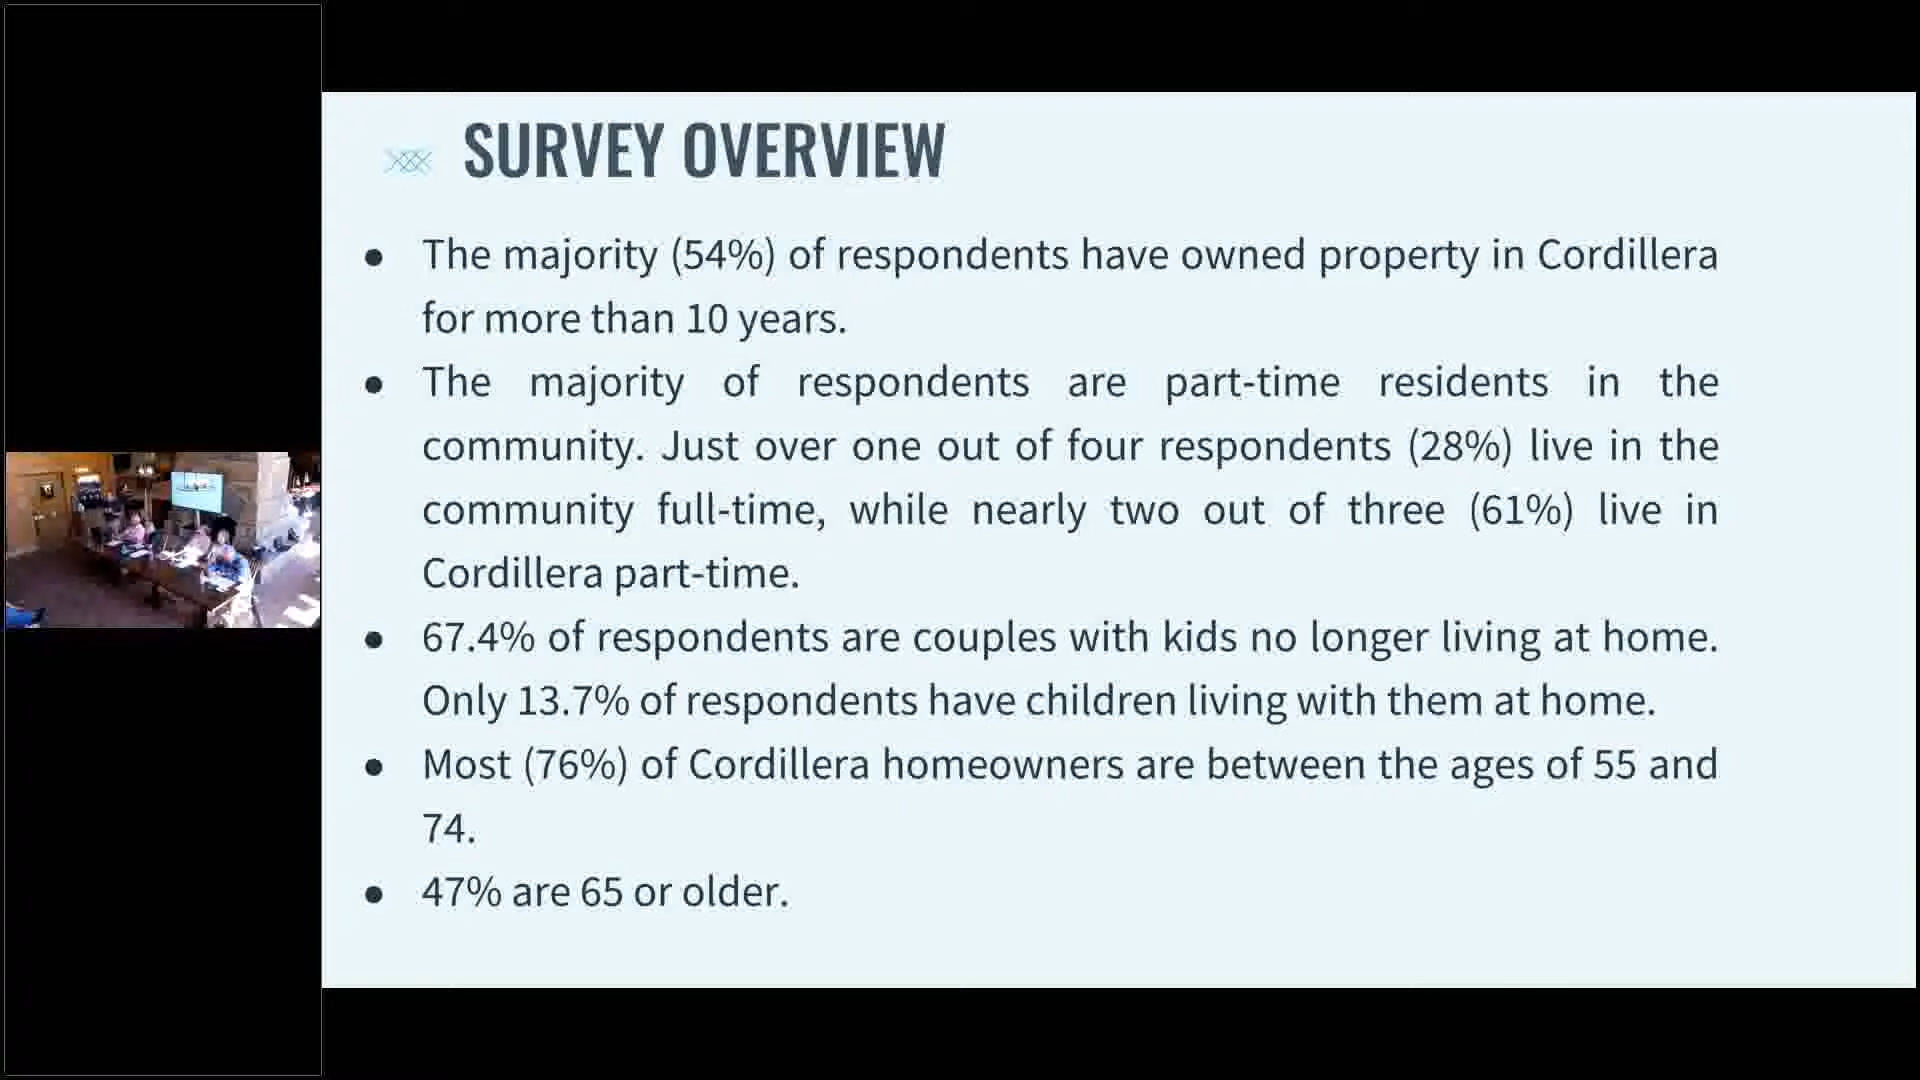 SURVEY OVERVIEW
● The majority (54%) of respondents have owned property in Cordillera
for more than 10 years.
● The majority of respondents are part-time residents in the
community. Just over one out of four respondents (28%) live in the
community full-time, while nearly two out of three (61%) live in
Cordillera part-time.
● 67.4% of respondents are couples with kids no longer living at home.
Only 13.7% of respondents have children living with them at home.
● Most (76%) of Cordillera homeowners are between the ages of 55 and
74.
● 47% are 65 or older.